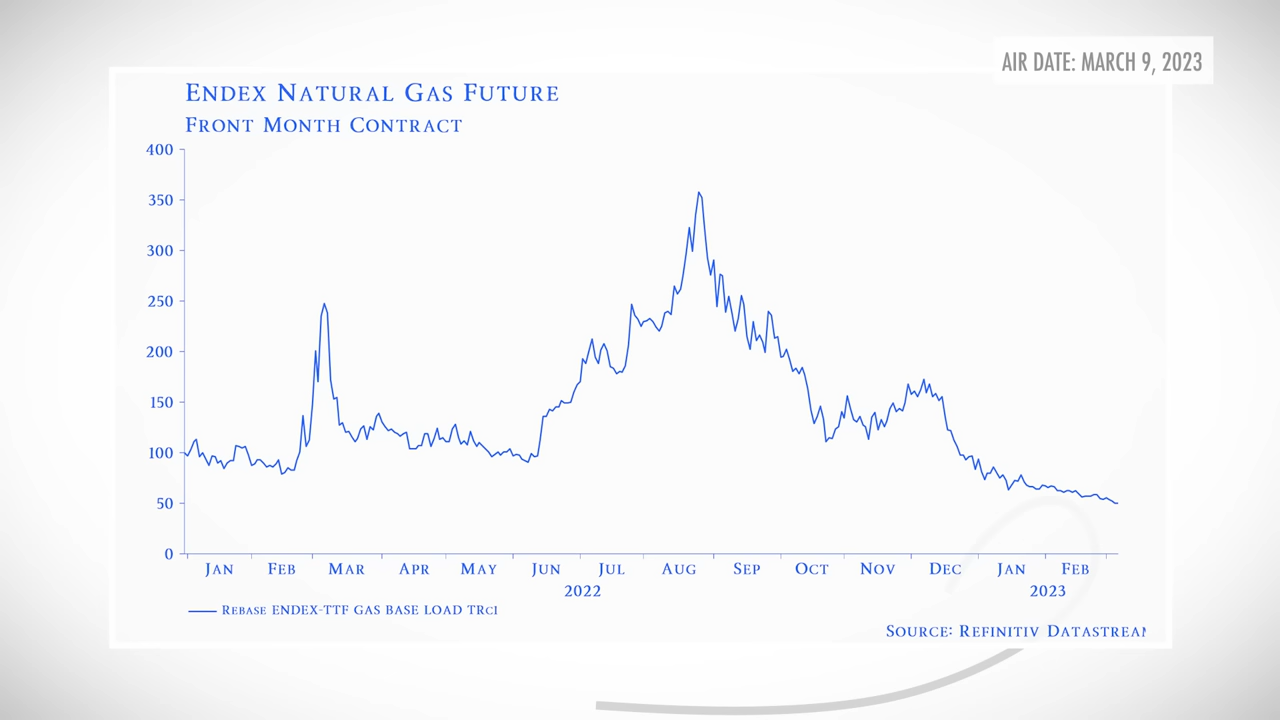 AIR DATE: MARCH 9, 2023
ENDEX NATURAL GAS FUTURE
FRONT MONTH CONTRACT
400
350
300
250
200
150
100
50
0
JAN FEB MAR APR MAY JUN JUL AUG SEP OCT NOV DEC JAN FEB
2022 2023
REBASE ENDEX-TTF GAS BASE LOAD TRCI
SOURCE: REFINITIV DATASTREAM